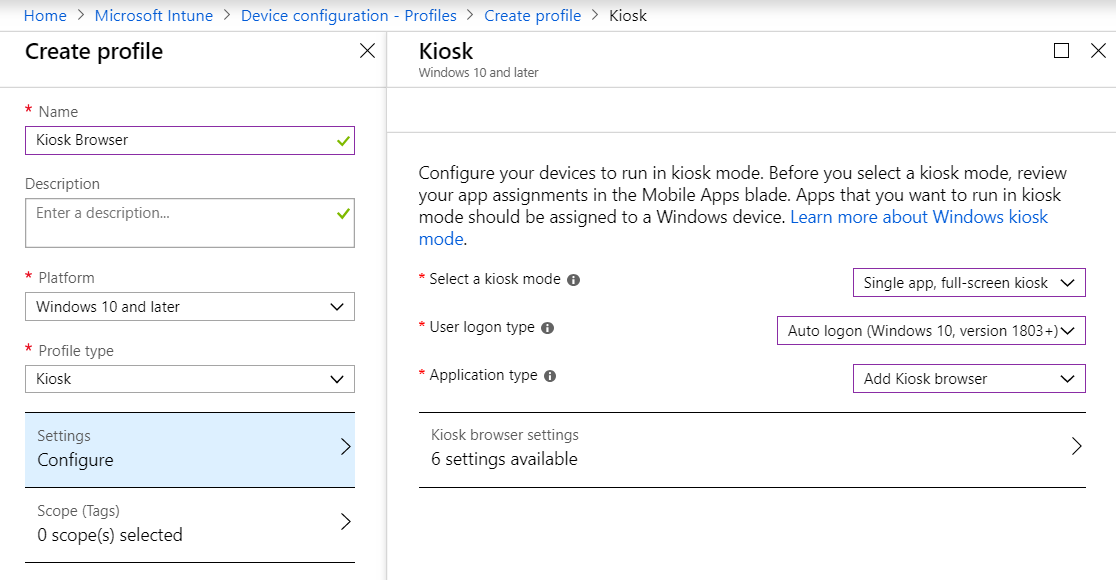 Home > Microsoft Intune > Device configuration - Profiles > Create profile > Kiosk
Create profile
* Name
Kiosk Browser
Description
Enter a description...
* Platform
Windows 10 and later
* Profile type
Kiosk
Settings
Configure
Scope (Tags)
0 scope(s) selected
Kiosk
Windows 10 and later
Configure your devices to run in kiosk mode. Before you select a kiosk mode, review
your app assignments in the Mobile Apps blade. Apps that you want to run in kiosk
mode should be assigned to a Windows device. Learn more about Windows kiosk
mode.
* Select a kiosk mode
Single app, full-screen kiosk
* User logon type
Auto logon (Windows 10, version 1803+)
* Application type
Add Kiosk browser
Kiosk browser settings
6 settings available